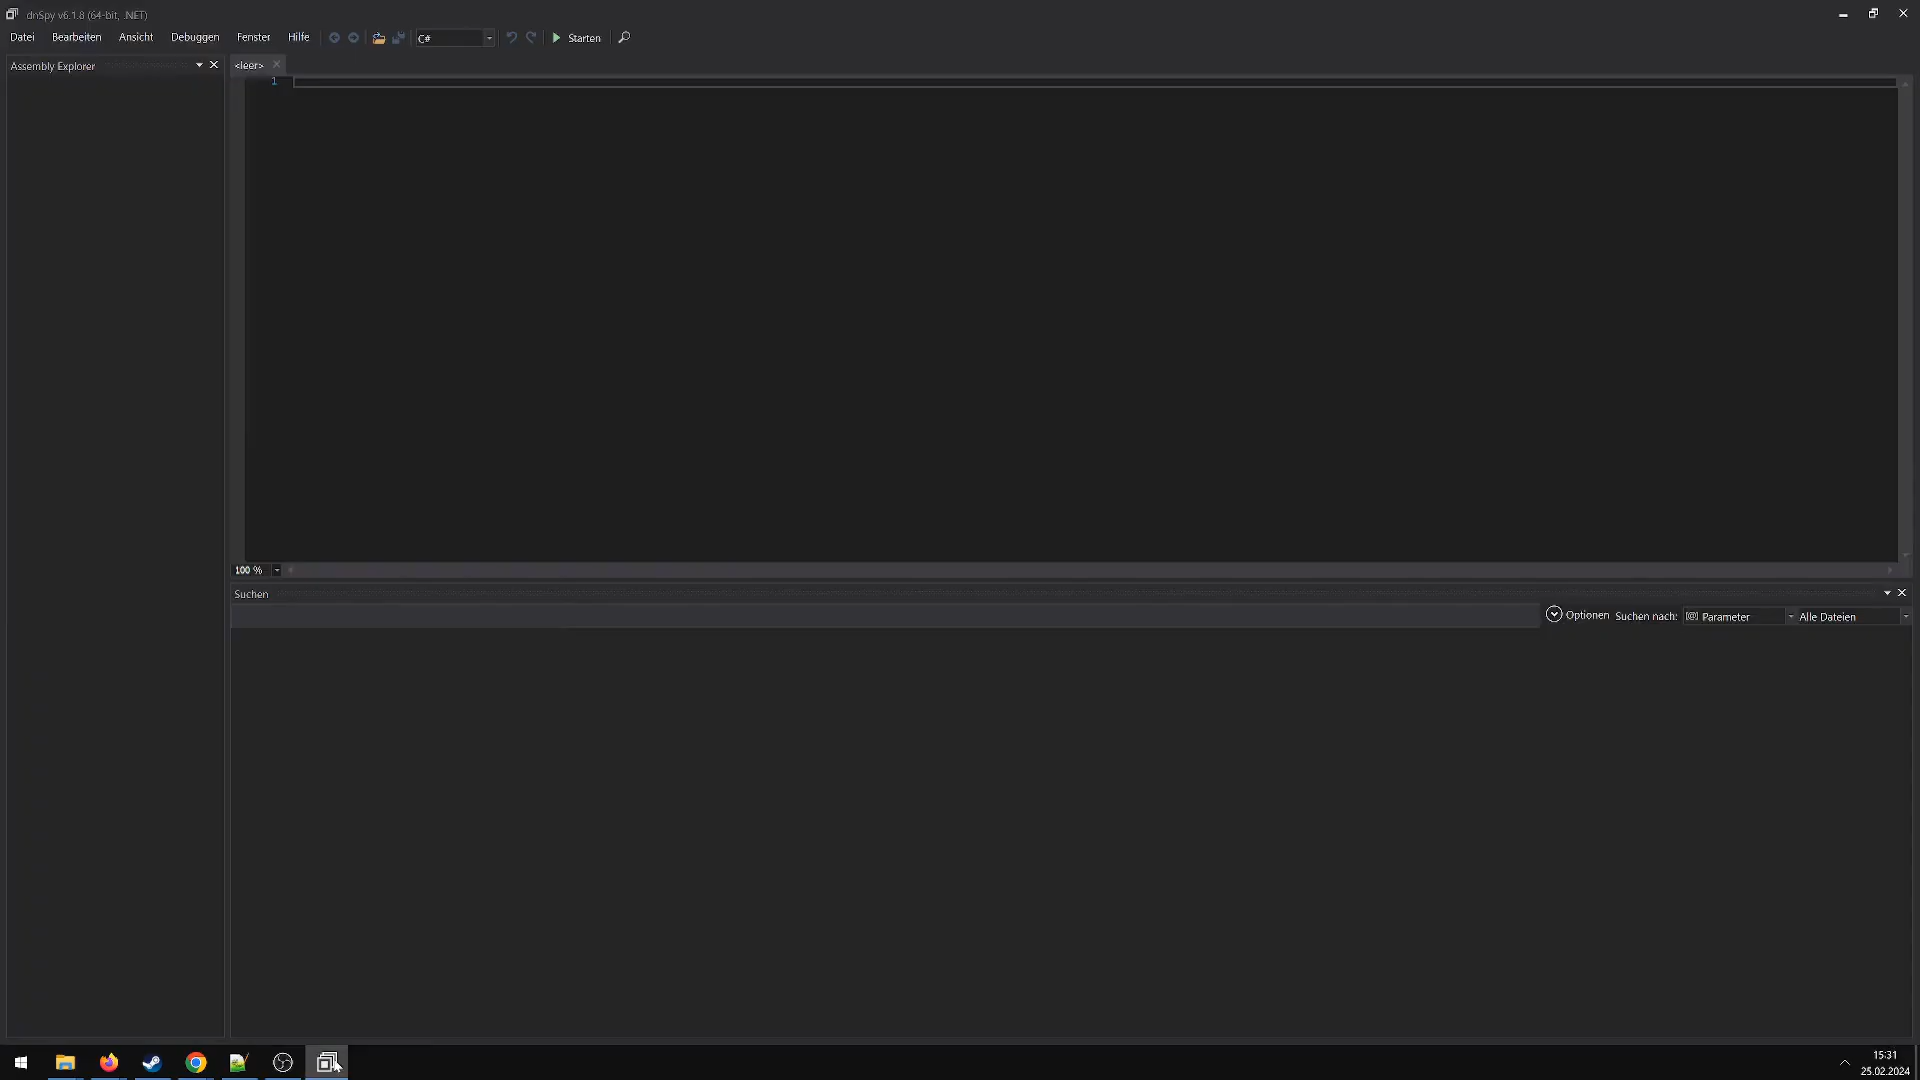 dnSpy v6.1.8 (64-bit, .NET)
Datei Bearbeiten Ansicht Debuggen Fenster Hilfe C# Starten
Assembly Explorer <leer>
1
100 %
Suchen
Optionen Suchen nach: Parameter Alle Dateien
15:31
25.02.2024